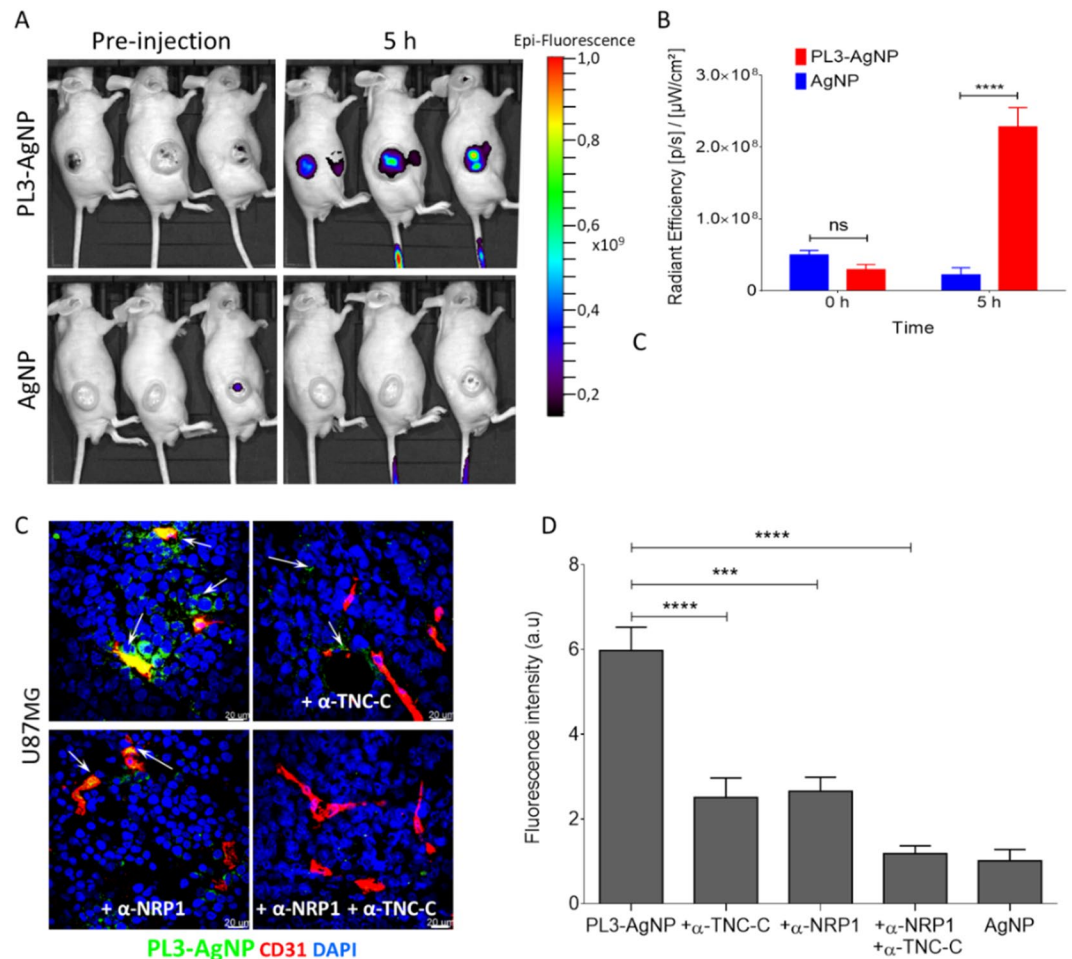 A
Pre-injection
5 h
Epi-Fluorescence
1,0
0,8
0,6
x10⁹
0,4
0,2
PL3-AgNP
AgNP
B
PL3-AgNP
AgNP
Radiant Efficiency [p/s] / [µW/cm²]
3.0×10⁸
2.0×10⁸
1.0×10⁸
0
ns
****
0 h
5 h
Time
C
C
U87MG
20 µm
+ α-TNC-C
20 µm
+ α-NRP1
20 µm
+ α-NRP1 + α-TNC-C
20 µm
PL3-AgNP CD31 DAPI
D
Fluorescence intensity (a.u)
8
6
4
2
0
****
***
****
PL3-AgNP
+α-TNC-C
+α-NRP1
+α-NRP1
+α-TNC-C
AgNP